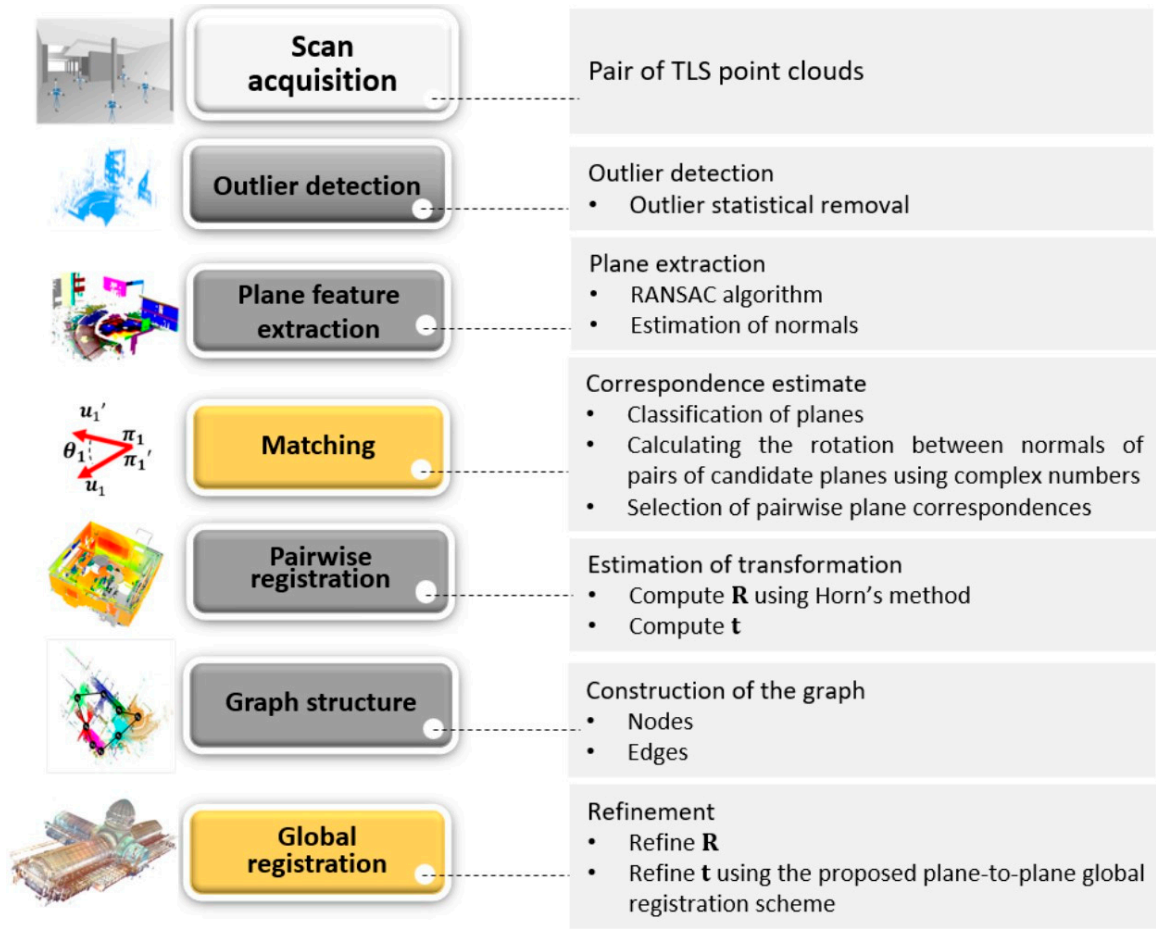 Scan
acquisition
Pair of TLS point clouds
Outlier detection
Outlier detection
• Outlier statistical removal
Plane feature
extraction
Plane extraction
• RANSAC algorithm
• Estimation of normals
u₁'
θ₁
π₁
π₁'
u₁
Matching
Correspondence estimate
• Classification of planes
• Calculating the rotation between normals of
pairs of candidate planes using complex numbers
• Selection of pairwise plane correspondences
Pairwise
registration
Estimation of transformation
• Compute R using Horn's method
• Compute t
Graph structure
Construction of the graph
• Nodes
• Edges
Global
registration
Refinement
• Refine R
• Refine t using the proposed plane-to-plane global
registration scheme